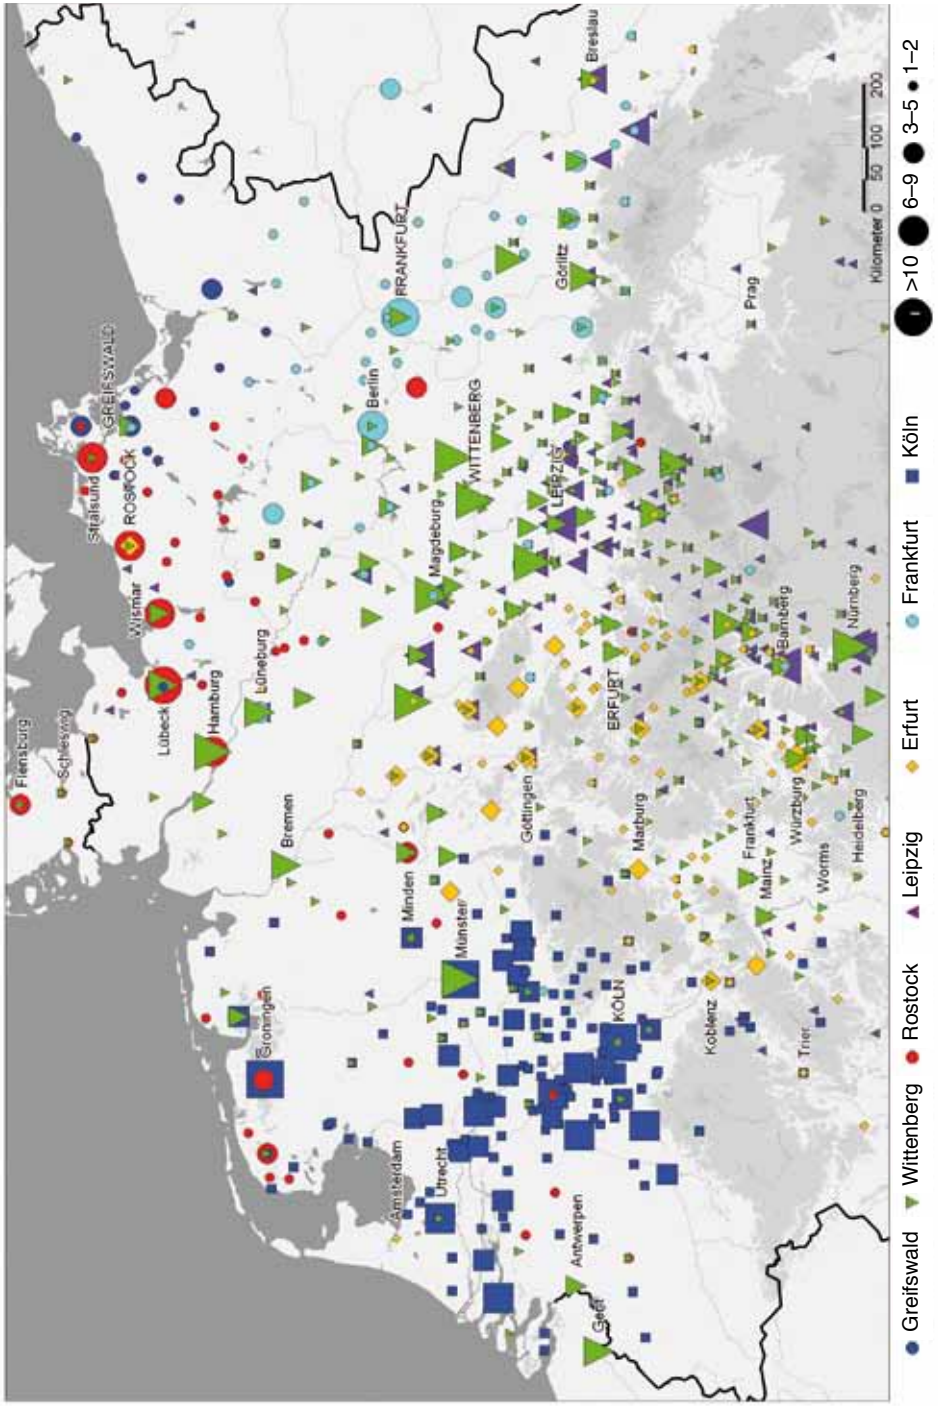 Flensburg
Schleswig
Stralsund
GREIFSWALD
ROSTOCK
Wismar
Lübeck
Hamburg
Lüneburg
Bremen
Groningen
FRANKFURT
Berlin
WITTENBERG
Magdeburg
Minden
Münster
Amsterdam
Utrecht
Antwerpen
Gent
Göttingen
LEIPZIG
Görlitz
Breslau
ERFURT
Marburg
KÖLN
Koblenz
Trier
Frankfurt
Mainz
Würzburg
Worms
Heidelberg
Bamberg
Nürnberg
Prag
Kilometer 0 50 100 200
Greifswald Wittenberg Rostock Leipzig Erfurt Frankfurt Köln >10 6–9 3–5 1–2